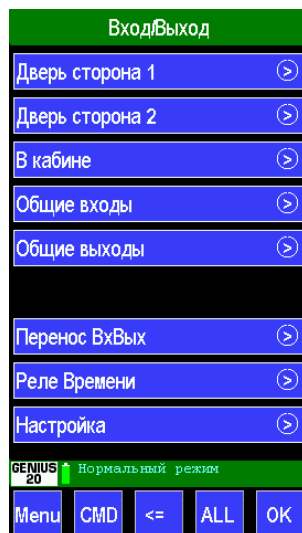 Вход/Выход
Дверь сторона 1
Дверь сторона 2
В кабине
Общие входы
Общие выходы
Перенос ВхВых
Реле Времени
Настройка
GENIUS 20 Нормальный режим
Menu CMD <= ALL OK